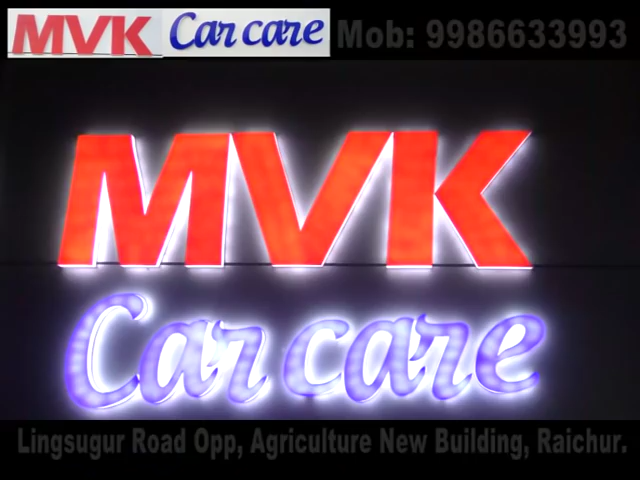 MVK Car care Mob: 9986633993
MVK
Car care
Lingsugur Road Opp, Agriculture New Building, Raichur.